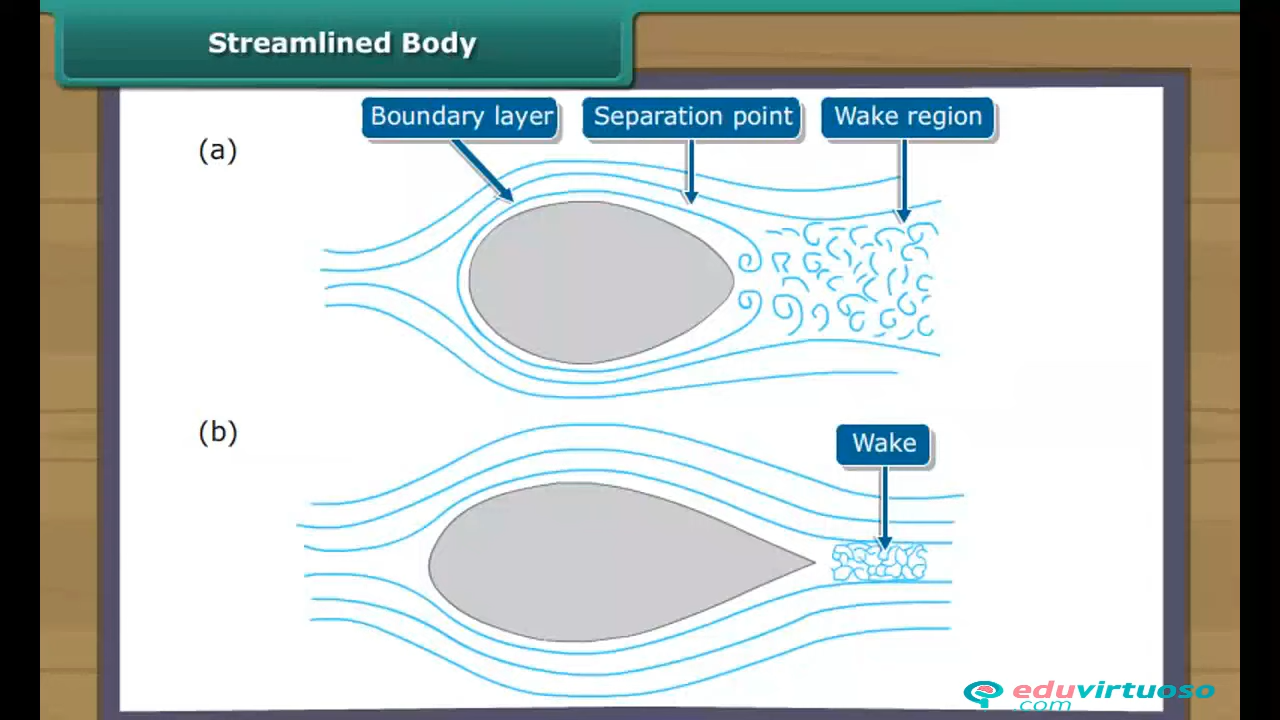 Streamlined Body
Boundary layer
Separation point
Wake region
(a)
(b)
Wake
eduvirtuoso
.com